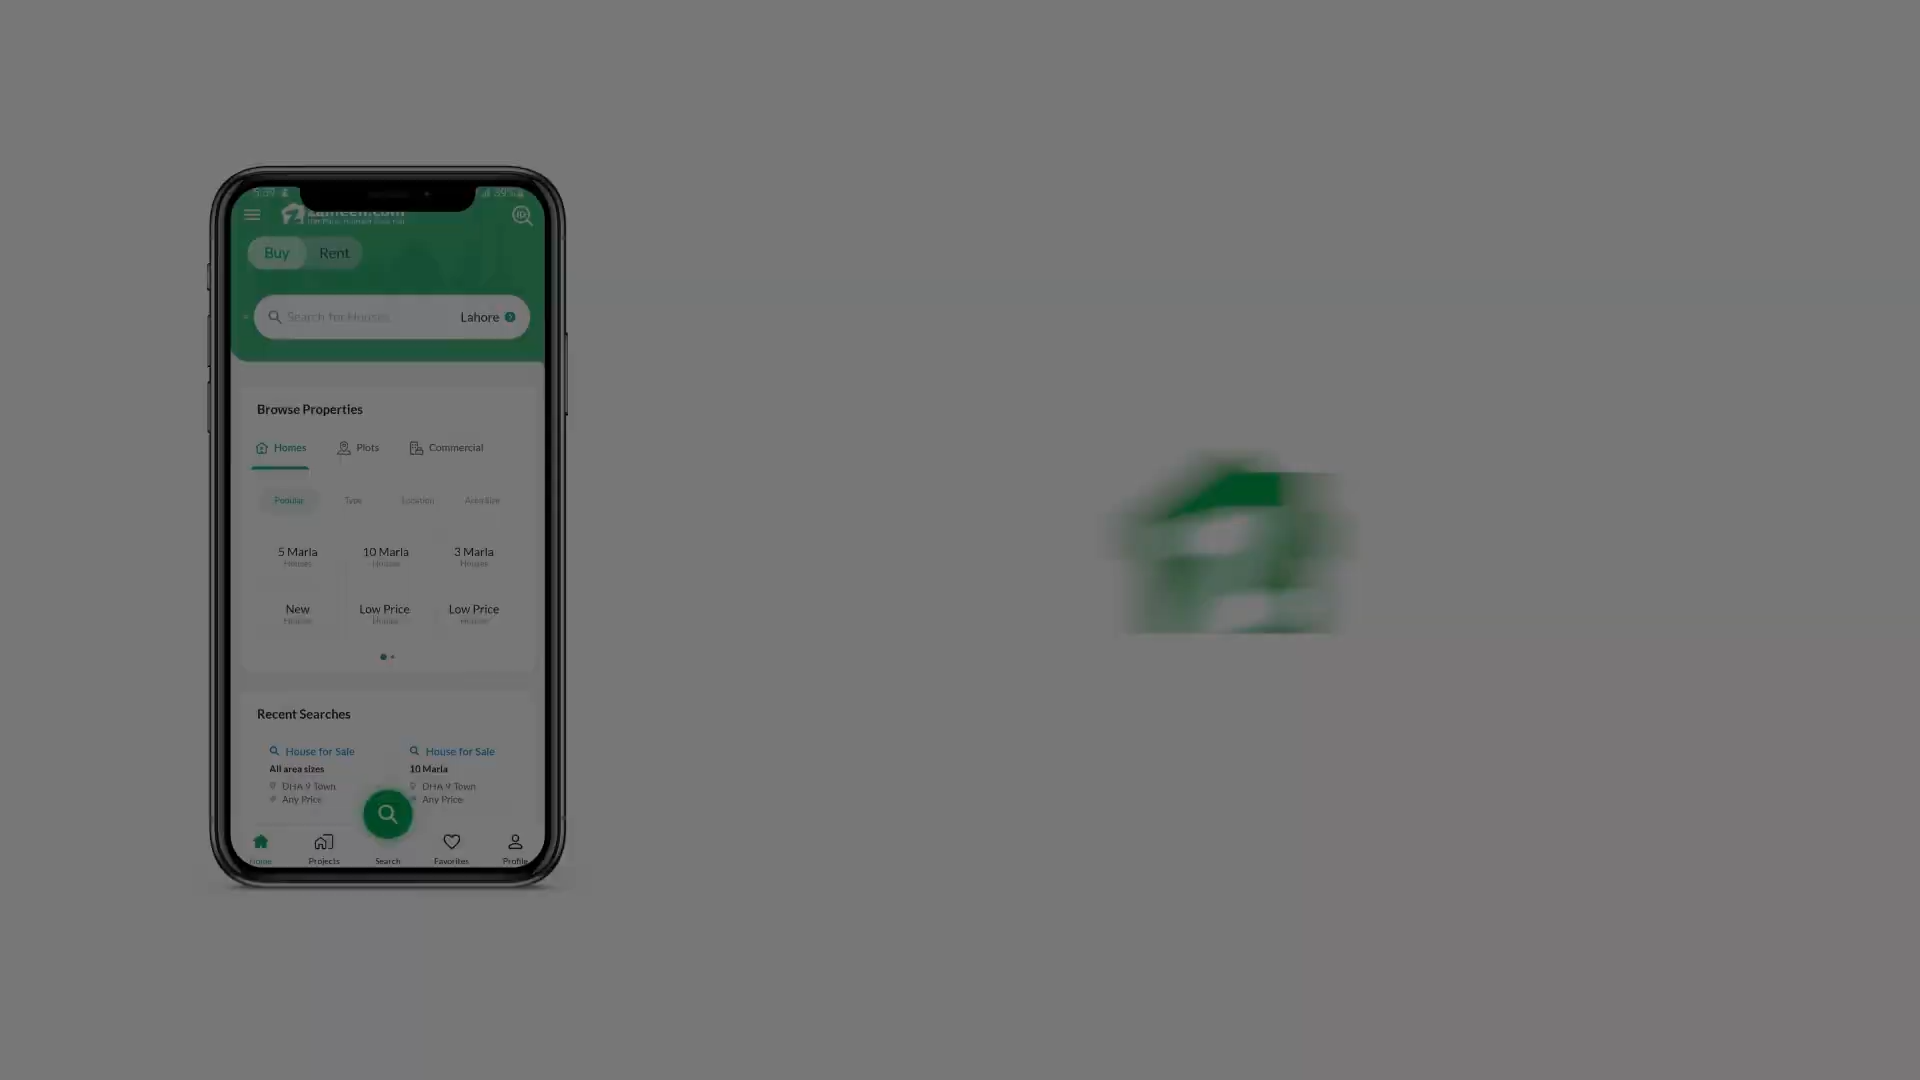 zameen.com
Buy Rent
Search for Houses Lahore
Browse Properties
Homes Plots Commercial
Popular Type Location Area Size
5 Marla 10 Marla 3 Marla
Houses Houses Houses
New Low Price Low Price
Houses Houses Houses
Recent Searches
House for Sale House for Sale
All area sizes 10 Marla
DHA 9 Town DHA 9 Town
Any Price Any Price
Home Projects Search Favorites Profile